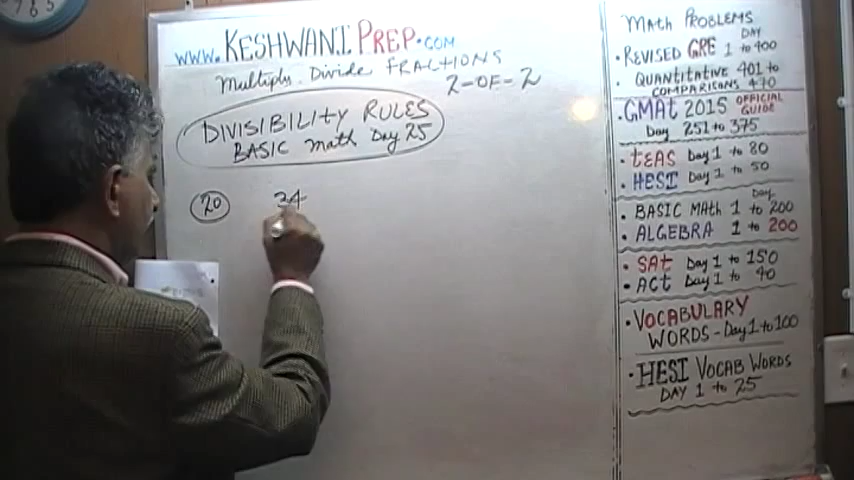 www.KESHWANI PREP.COM
Multiply. Divide FRACTIONS
2-OF-2
DIVISIBILITY RULES
BASIC Math Day 25
20
34
Math PROBLEMS
DAY
• REVISED GRE 1 to 400
• QUANTITATIVE 401 to
COMPARISONS 470
• GMAT 2015 OFFICIAL GUIDE
Day 251 to 375
• tEAS Day 1 to 80
• HESI Day 1 to 50
Day
• BASIC Math 1 to 200
• ALGEBRA 1 to 200
• SAt Day 1 to 150
• ACT Day 1 to 40
• VOCABULARY
WORDS - Day 1 to 100
• HESI VOCAB WORDS
DAY 1 to 25